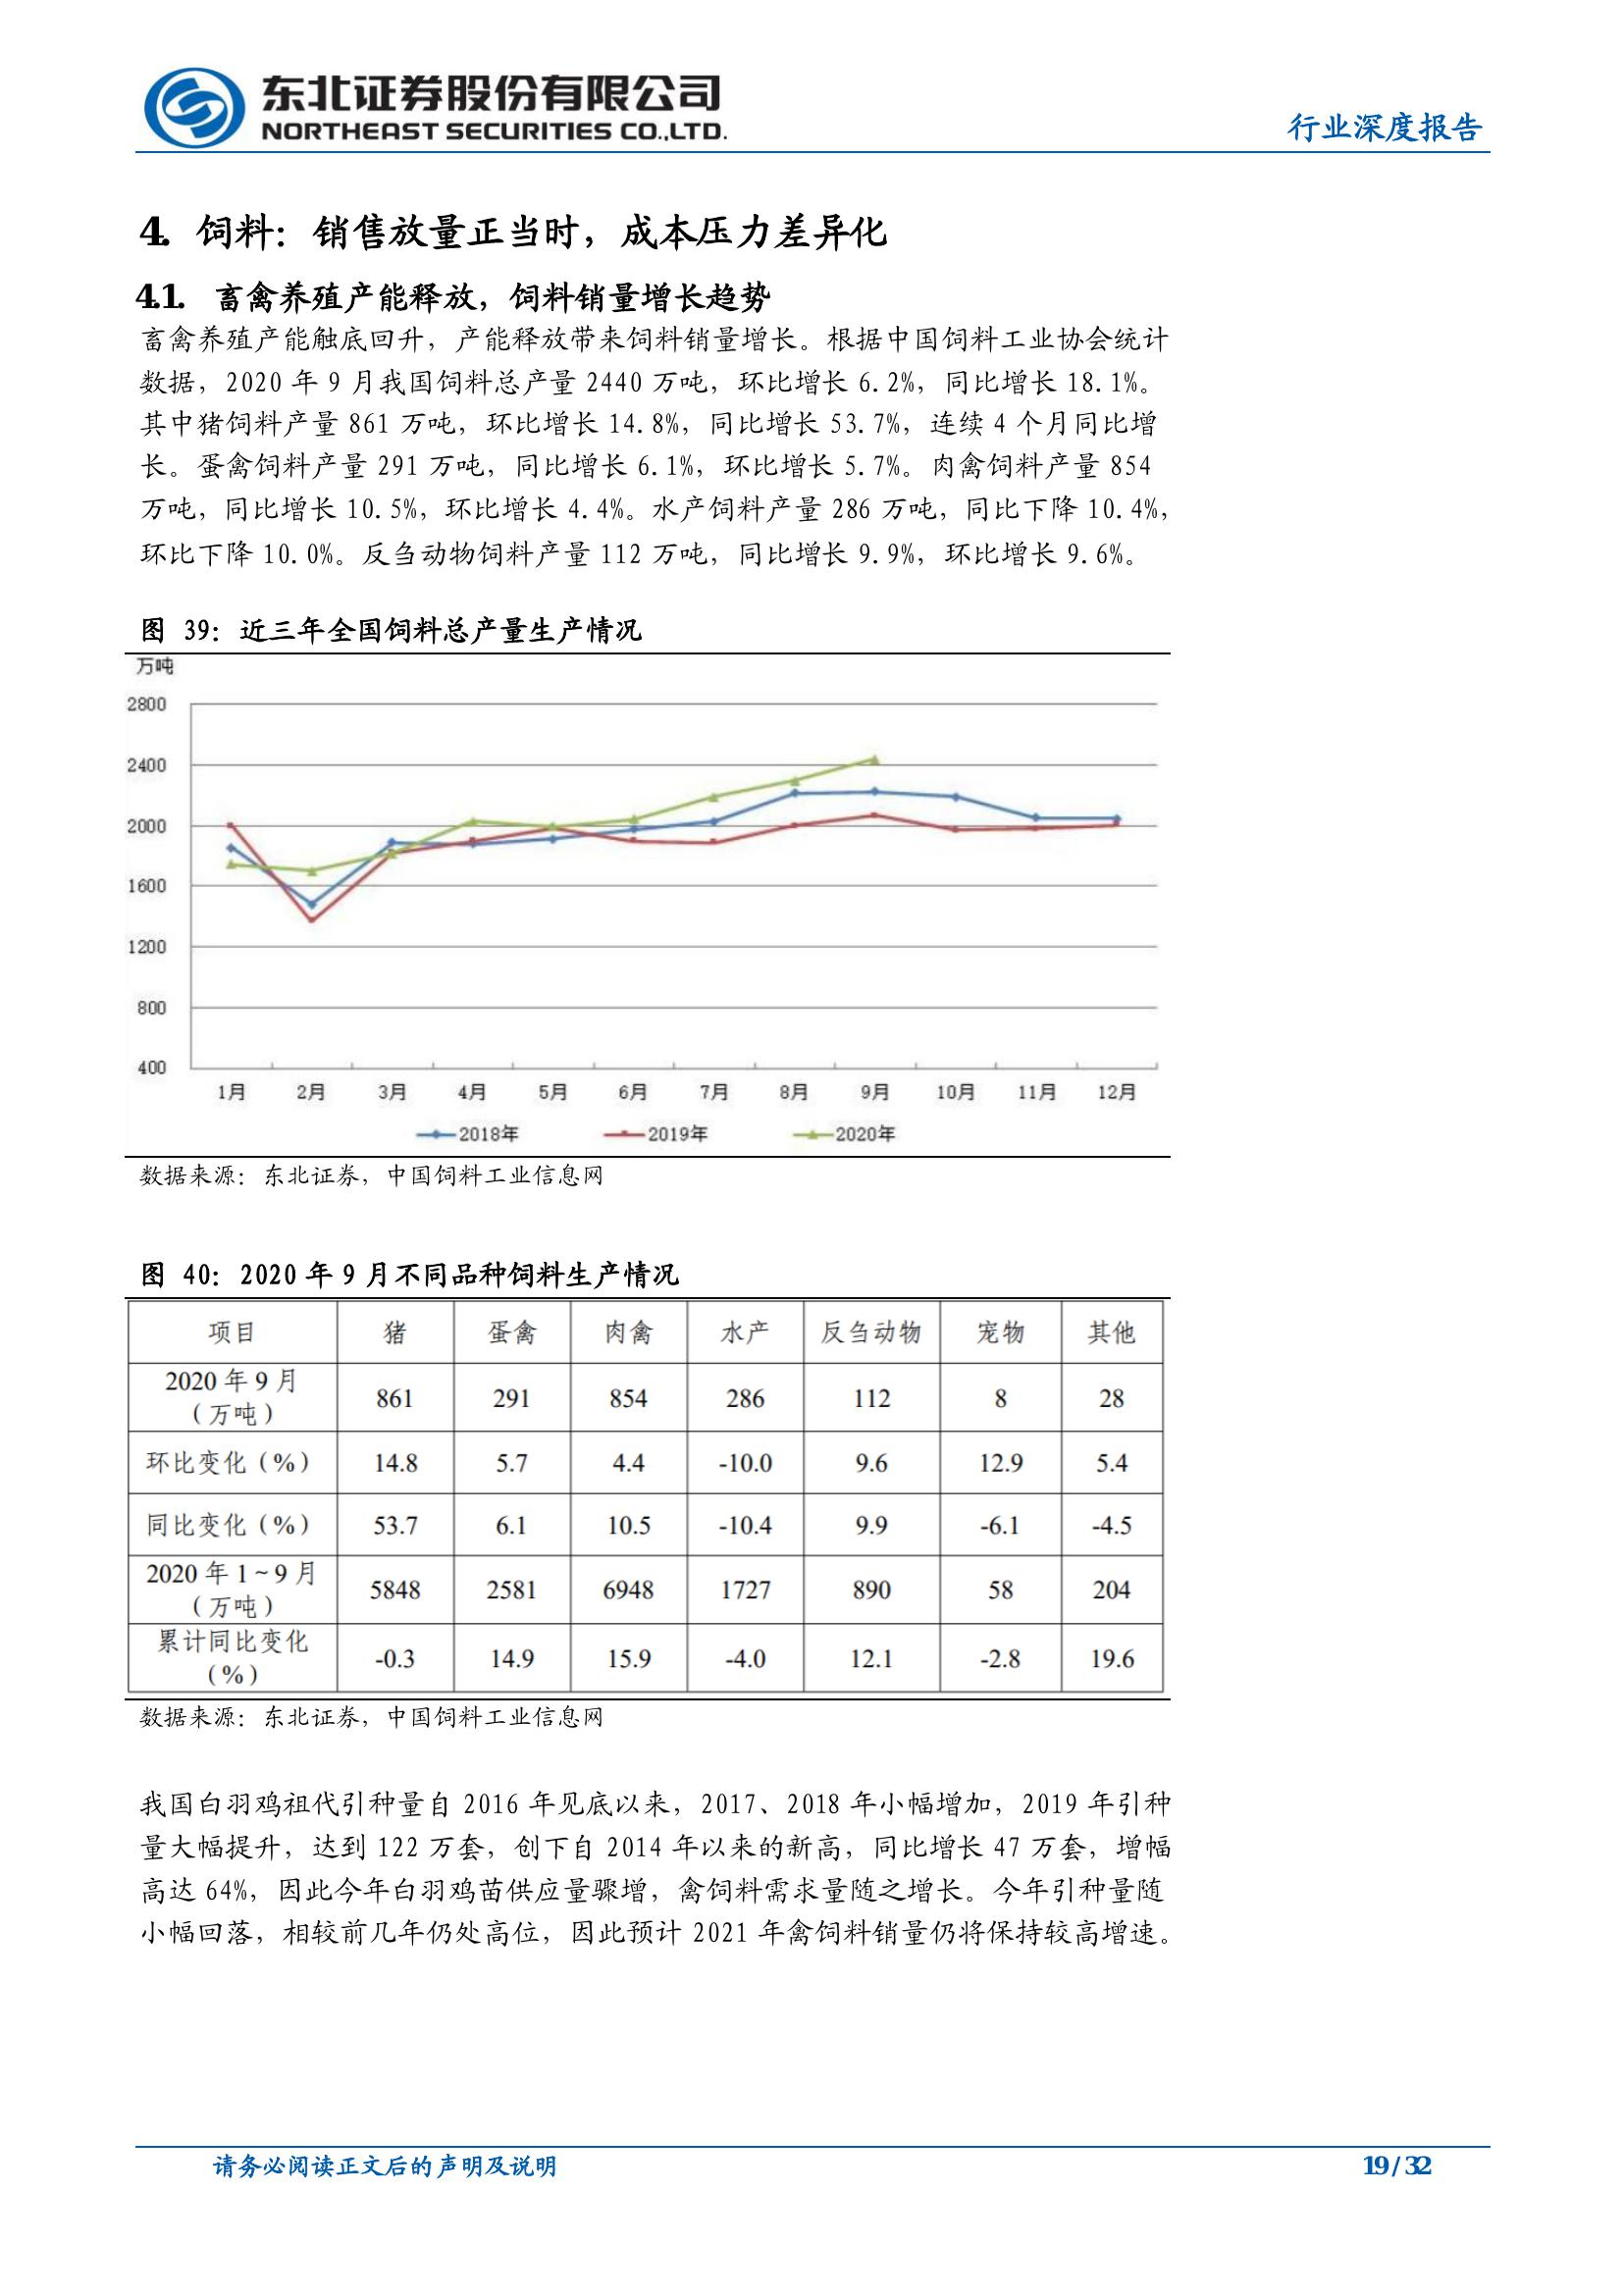 东北证券股份有限公司
NORTHEAST SECURITIES CO.,LTD.
行业深度报告
4. 饲料：销售放量正当时，成本压力差异化
4.1. 畜禽养殖产能释放，饲料销量增长趋势
畜禽养殖产能触底回升，产能释放带来饲料销量增长。根据中国饲料工业协会统计
数据，2020 年 9 月我国饲料总产量 2440 万吨，环比增长 6.2%，同比增长 18.1%。
其中猪饲料产量 861 万吨，环比增长 14.8%，同比增长 53.7%，连续 4 个月同比增
长。蛋禽饲料产量 291 万吨，同比增长 6.1%，环比增长 5.7%。肉禽饲料产量 854
万吨，同比增长 10.5%，环比增长 4.4%。水产饲料产量 286 万吨，同比下降 10.4%，
环比下降 10.0%。反刍动物饲料产量 112 万吨，同比增长 9.9%，环比增长 9.6%。
图 39：近三年全国饲料总产量生产情况
万吨
2800
2400
2000
1600
1200
800
400
1月 2月 3月 4月 5月 6月 7月 8月 9月 10月 11月 12月
2018年 2019年 2020年
数据来源：东北证券，中国饲料工业信息网
图 40：2020 年 9 月不同品种饲料生产情况
项目 猪 蛋禽 肉禽 水产 反刍动物 宠物 其他
2020 年 9 月
（万吨） 861 291 854 286 112 8 28
环比变化（%） 14.8 5.7 4.4 -10.0 9.6 12.9 5.4
同比变化（%） 53.7 6.1 10.5 -10.4 9.9 -6.1 -4.5
2020 年 1~9 月
（万吨） 5848 2581 6948 1727 890 58 204
累计同比变化
（%） -0.3 14.9 15.9 -4.0 12.1 -2.8 19.6
数据来源：东北证券，中国饲料工业信息网
我国白羽鸡祖代引种量自 2016 年见底以来，2017、2018 年小幅增加，2019 年引种
量大幅提升，达到 122 万套，创下自 2014 年以来的新高，同比增长 47 万套，增幅
高达 64%，因此今年白羽鸡苗供应量骤增，禽饲料需求量随之增长。今年引种量随
小幅回落，相较前几年仍处高位，因此预计 2021 年禽饲料销量仍将保持较高增速。
请务必阅读正文后的声明及说明
19 / 32